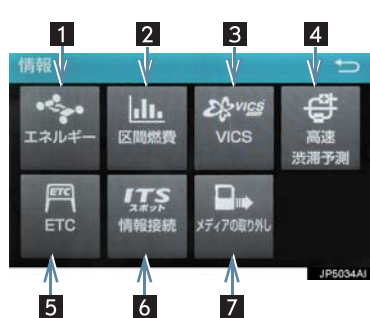 1 2 3 4
情報
エネルギー
区間燃費
VICS
VICS
高速
渋滞予測
ETC
ETC
ITS
スポット
情報接続
メディアの取り外し
5 6 7
JP5034AI